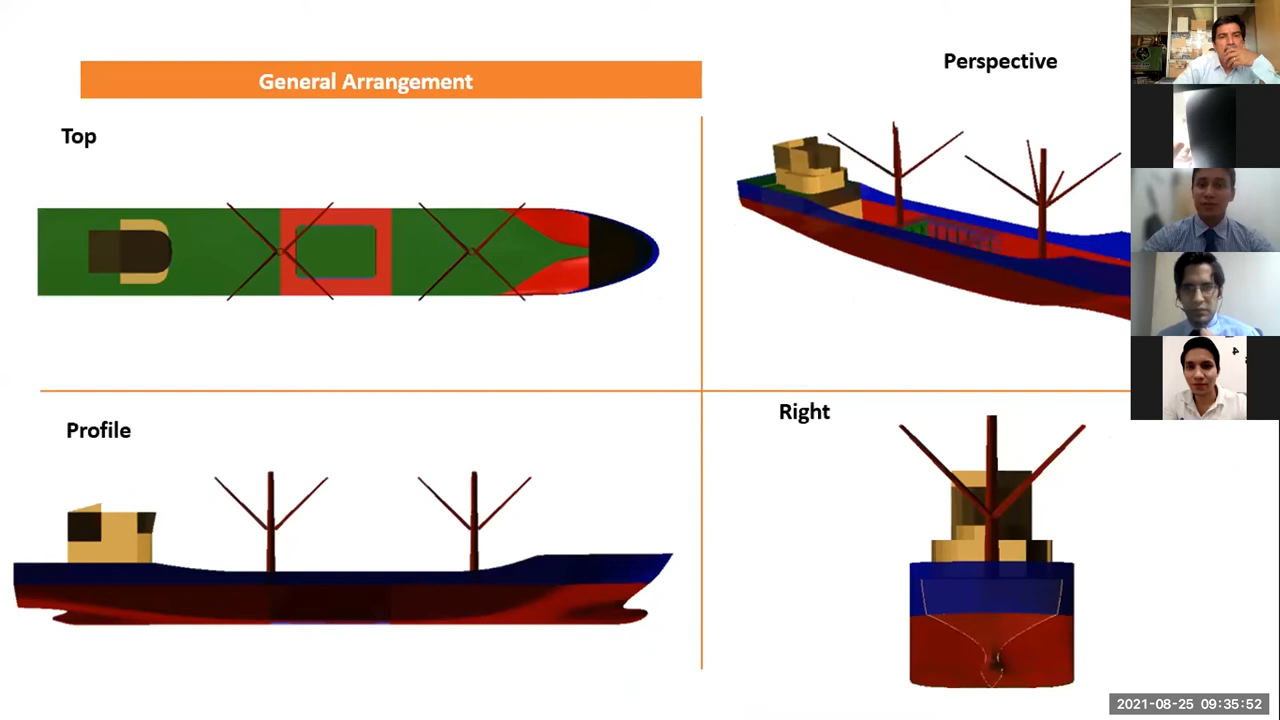 General Arrangement
Perspective
Top
Profile
Right
2021-08-25 09:35:52